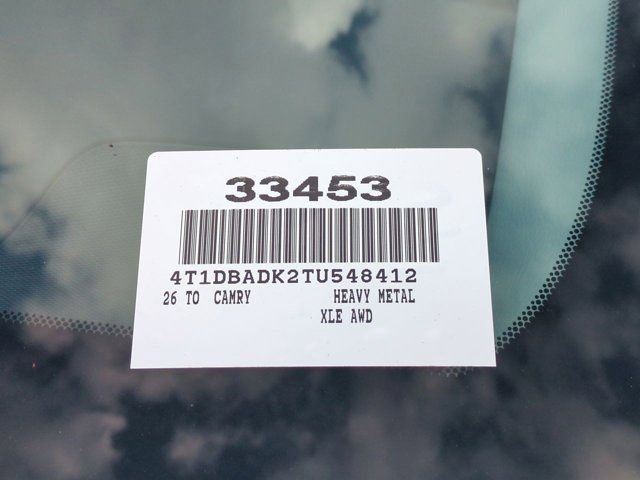 33453
4T1DBADK2TU548412
26 TO CAMRY HEAVY METAL
XLE AWD